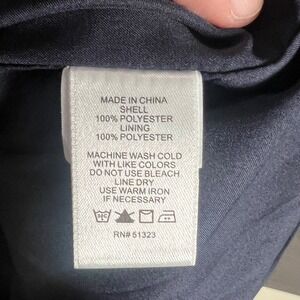 MADE IN CHINA
SHELL
100% POLYESTER
LINING
100% POLYESTER
MACHINE WASH COLD
WITH LIKE COLORS
DO NOT USE BLEACH
LINE DRY
USE WARM IRON
IF NECESSARY
RN# 51323